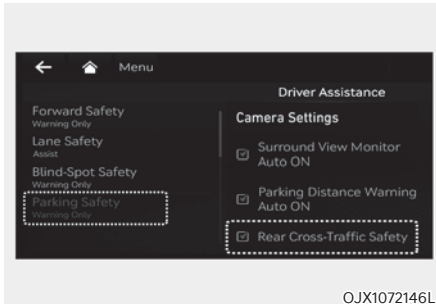 Menu
Driver Assistance
Forward Safety
Warning Only
Lane Safety
Assist
Blind-Spot Safety
Warning Only
Parking Safety
Warning Only
Camera Settings
Surround View Monitor
Auto ON
Parking Distance Warning
Auto ON
Rear Cross-Traffic Safety
OJX1072146L